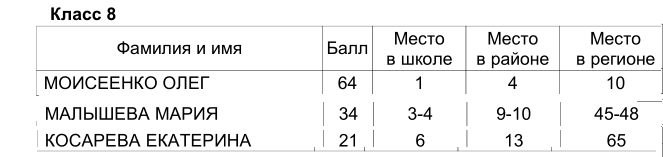 Класс 8
Фамилия и имя Балл Место в школе Место в районе Место в регионе
МОИСЕЕНКО ОЛЕГ 64 1 4 10
МАЛЫШЕВА МАРИЯ 34 3-4 9-10 45-48
КОСАРЕВА ЕКАТЕРИНА 21 6 13 65